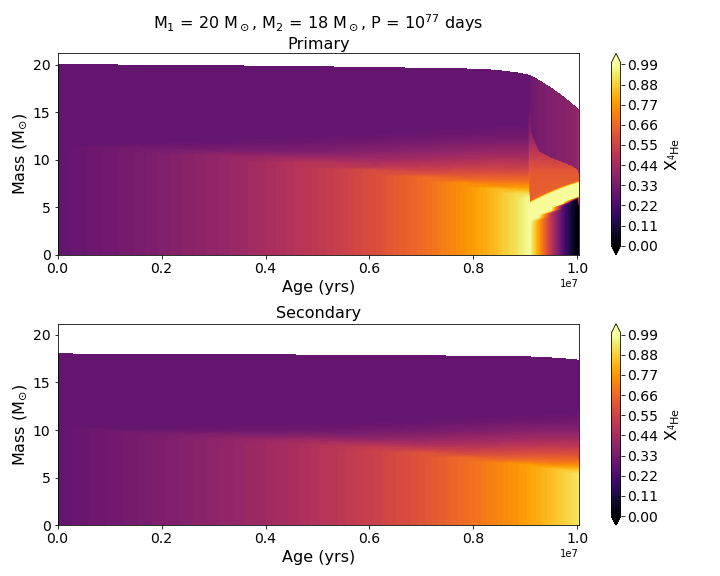 M₁ = 20 M_⊙, M₂ = 18 M_⊙, P = 10⁷⁷ days
Primary
20
15
10
5
0
Mass (M⊙)
0.0 0.2 0.4 0.6 0.8 1.0
1e7
Age (yrs)
0.99
0.88
0.77
0.66
0.55
0.44
0.33
0.22
0.11
0.00
X⁴He
Secondary
20
15
10
5
0
Mass (M⊙)
0.0 0.2 0.4 0.6 0.8 1.0
1e7
Age (yrs)
0.99
0.88
0.77
0.66
0.55
0.44
0.33
0.22
0.11
0.00
X⁴He